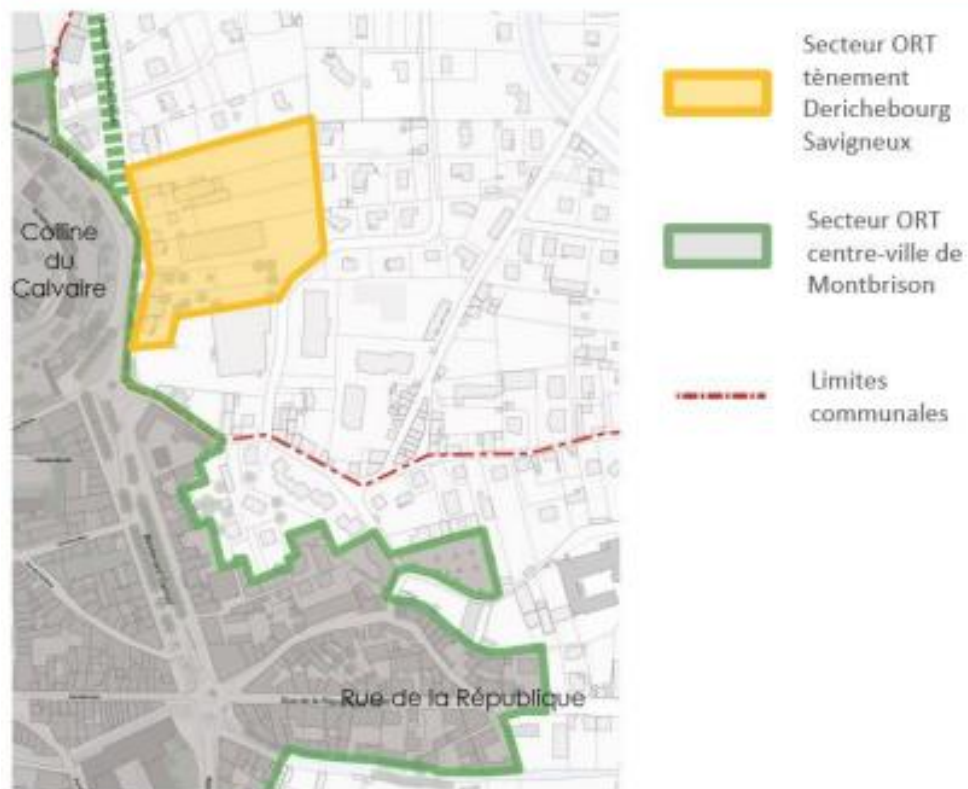 Colline
du
Calvaire
Rue de la République
Secteur ORT
tènement
Derichebourg
Savigneux
Secteur ORT
centre-ville de
Montbrison
Limites
communales